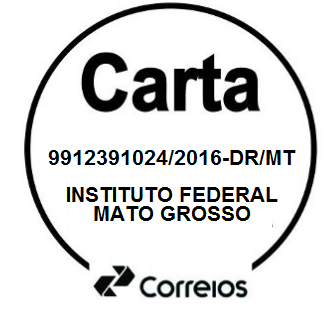 Carta
9912391024/2016-DR/MT
INSTITUTO FEDERAL
MATO GROSSO
Correios